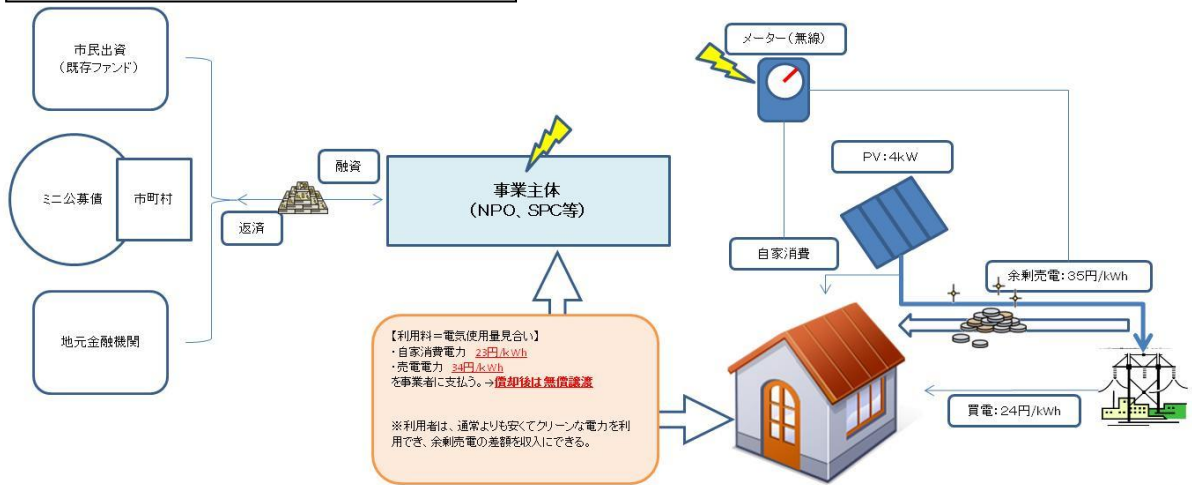 市民出資
（既存ファンド）
ミニ公募債
市町村
地元金融機関
融資
返済
事業主体
（NPO、SPC等）
【利用料＝電気使用量見合い】
・自家消費電力　23円/kWh
・売電電力　34円/kWh
を事業者に支払う。→償却後は無償譲渡
※利用者は、通常よりも安くてクリーンな電力を利
用でき、余剰売電の差額を収入にできる。
メーター（無線）
PV：4kW
自家消費
余剰売電：35円/kWh
買電：24円/kWh